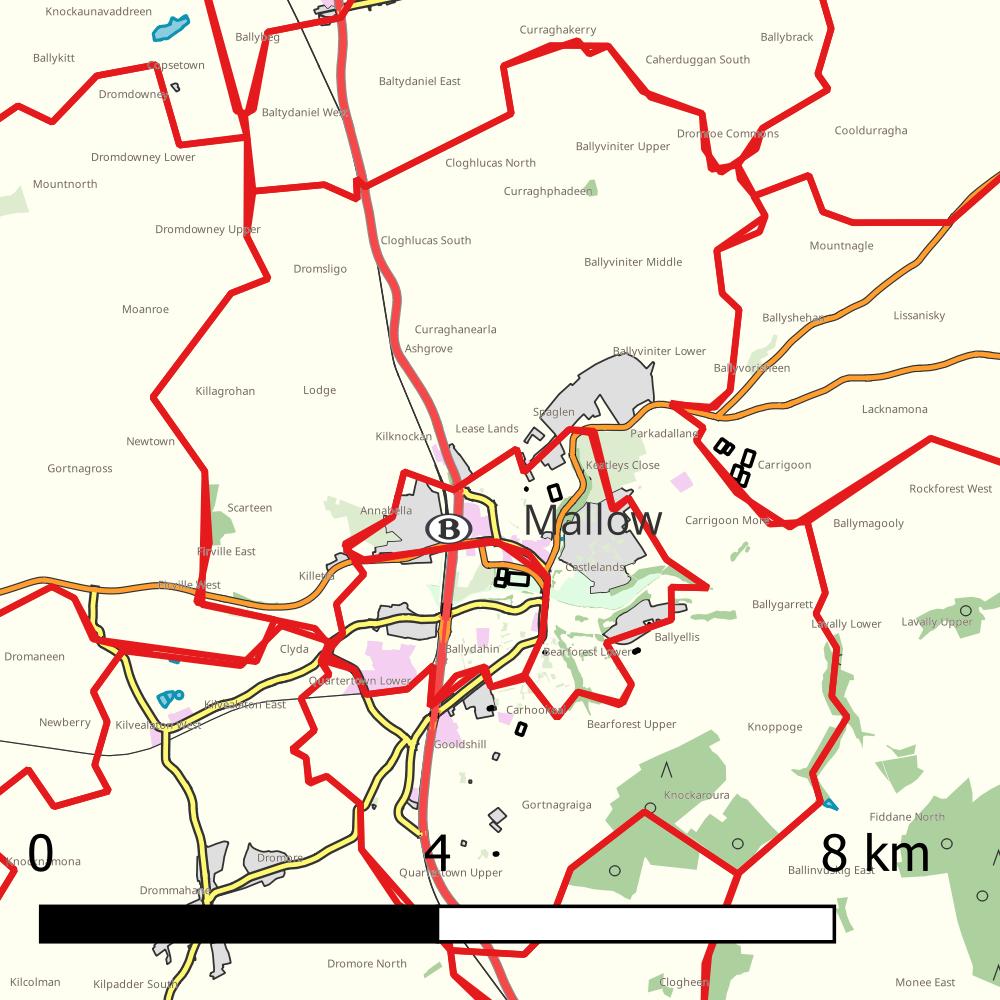 Knockaunavaddreen
Curraghakerry
Ballybeg
Ballybrack
Ballykitt
Copsetown
Caherduggan South
Baltydaniel East
Dromdowney
Baltydaniel West
Dromroe Commons
Cooldurragha
Ballyviniter Upper
Dromdowney Lower
Cloghlucas North
Mountnorth
Curraghphadeen
Dromdowney Upper
Cloghlucas South
Mountnagle
Ballyviniter Middle
Dromsligo
Moanroe
Ballyshehan
Lissanisky
Curraghanearla
Ashgrove
Ballyviniter Lower
Ballyvorisheen
Killagrohan
Lodge
Lacknamona
Spaglen
Lease Lands
Kilknockan
Parkadallane
Newtown
Gortnagross
Keatleys Close
Carrigoon
Rockforest West
Scarteen
Annabella
Mallow
B
Carrigoon More
Ballymagooly
Firville East
Castlelands
Killetra
Firville West
Ballygarrett
Lavally Upper
Lavally Lower
Ballyellis
Clyda
Ballydahin
Bearforest Lower
Dromaneen
Quartertown Lower
Kilvealaton East
Carhookeal
Newberry
Kilvealaton West
Bearforest Upper
Knoppoge
Gooldshill
Knockaroura
Gortnagraiga
Fiddane North
0 4 8 km
Knocknamona
Dromore
Quartertown Upper
Ballinvuskig East
Drommahane
Dromore North
Kilcolman
Kilpadder South
Clogheen
Monee East